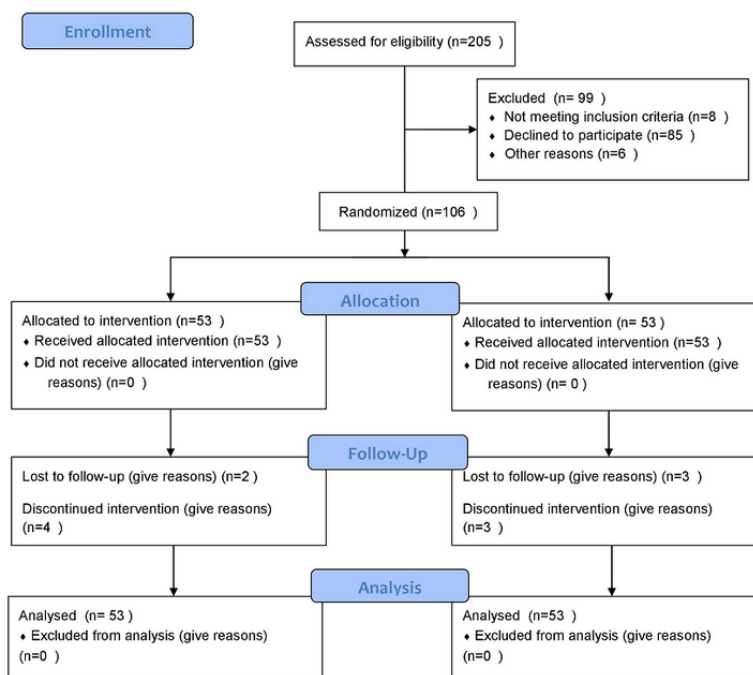 Enrollment
Assessed for eligibility (n=205)
Excluded (n= 99 )
♦ Not meeting inclusion criteria (n=8 )
♦ Declined to participate (n=85 )
♦ Other reasons (n=6 )
Randomized (n=106 )
Allocation
Allocated to intervention (n=53 )
♦ Received allocated intervention (n=53 )
♦ Did not receive allocated intervention (give
reasons) (n=0 )
Allocated to intervention (n= 53 )
♦ Received allocated intervention (n=53 )
♦ Did not receive allocated intervention (give
reasons) (n= 0 )
Follow-Up
Lost to follow-up (give reasons) (n=2 )
Discontinued intervention (give reasons)
(n=4 )
Lost to follow-up (give reasons) (n=3 )
Discontinued intervention (give reasons)
(n=3 )
Analysis
Analysed (n= 53 )
♦ Excluded from analysis (give reasons)
(n=0 )
Analysed (n=53 )
♦ Excluded from analysis (give reasons)
(n=0 )